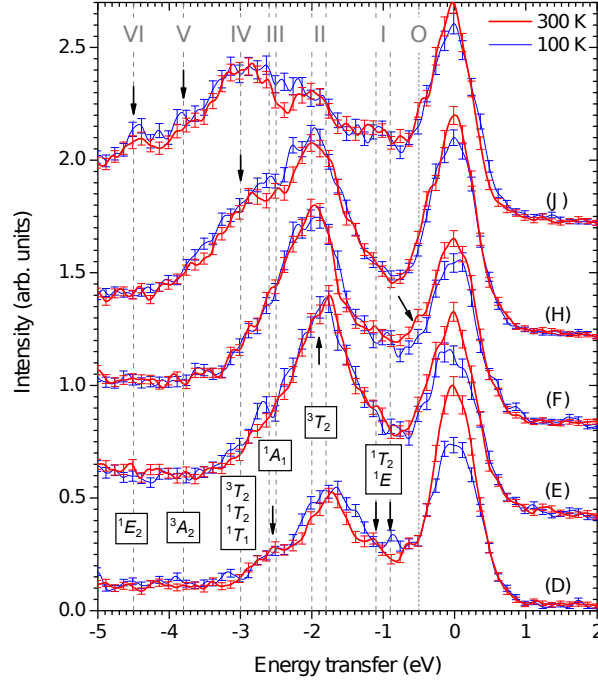 VI V IV III II I O
300 K
100 K
2.5
2.0
1.5
1.0
0.5
0.0
Intensity (arb. units)
(J)
(H)
(F)
(E)
(D)
³T₂
¹A₁
¹T₂
¹E
³T₂
¹T₂
¹T₁
¹E₂
³A₂
-5 -4 -3 -2 -1 0 1 2
Energy transfer (eV)